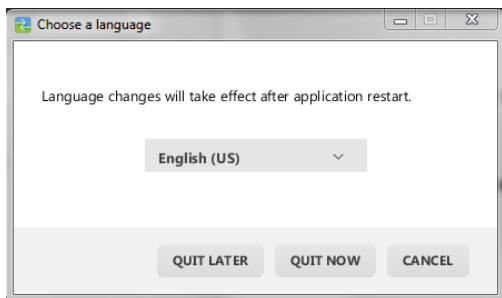 Choose a language
Language changes will take effect after application restart.
English (US)
QUIT LATER QUIT NOW CANCEL